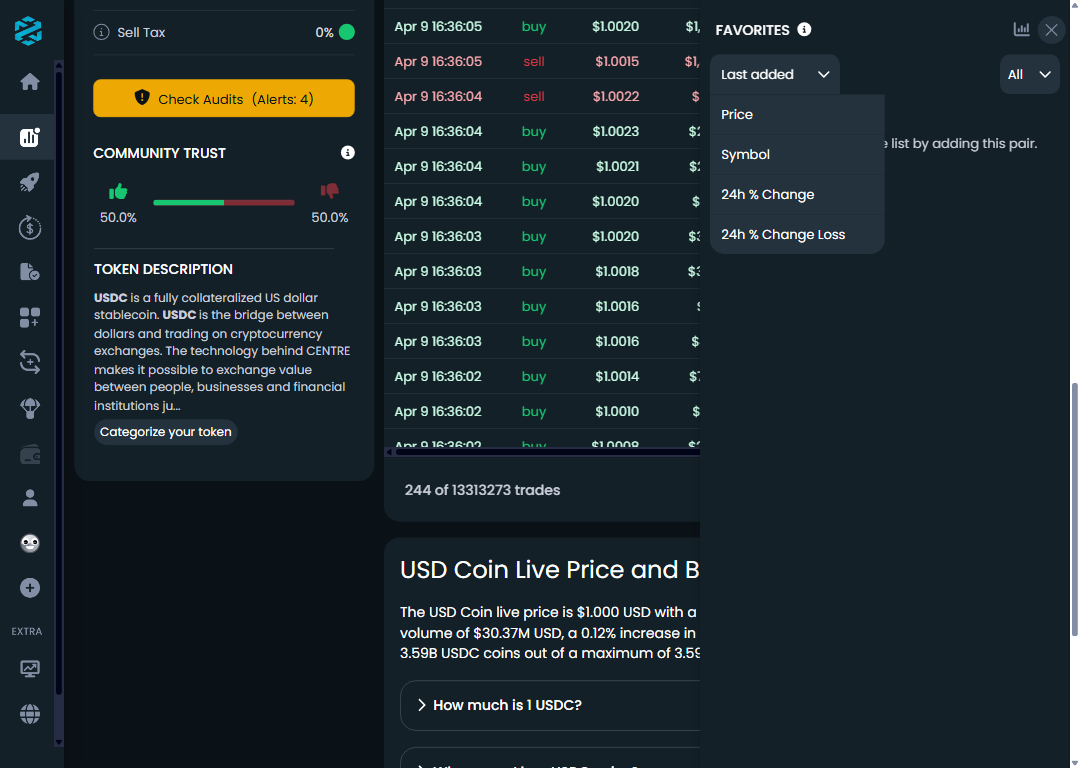 Sell Tax 0%
Check Audits (Alerts: 4)
COMMUNITY TRUST
50.0% 50.0%
TOKEN DESCRIPTION
USDC is a fully collateralized US dollar
stablecoin. USDC is the bridge between
dollars and trading on cryptocurrency
exchanges. The technology behind CENTRE
makes it possible to exchange value
between people, businesses and financial
institutions ju...
Categorize your token
EXTRA
Apr 9 16:36:05 buy $1.0020 $1,
Apr 9 16:36:05 sell $1.0015 $1,
Apr 9 16:36:04 sell $1.0022 $
Apr 9 16:36:04 buy $1.0023 $2
Apr 9 16:36:04 buy $1.0021 $2
Apr 9 16:36:04 buy $1.0020 $
Apr 9 16:36:03 buy $1.0020 $3
Apr 9 16:36:03 buy $1.0018 $3
Apr 9 16:36:03 buy $1.0016 $
Apr 9 16:36:03 buy $1.0016 $
Apr 9 16:36:02 buy $1.0014 $7
Apr 9 16:36:02 buy $1.0010 $
Apr 9 16:36:02 buy $1.0008
244 of 13313273 trades
USD Coin Live Price and B
The USD Coin live price is $1.000 USD with a
volume of $30.37M USD, a 0.12% increase in
3.59B USDC coins out of a maximum of 3.59
How much is 1 USDC?
FAVORITES
Last added All
Price
Symbol
24h % Change
24h % Change Loss
list by adding this pair.